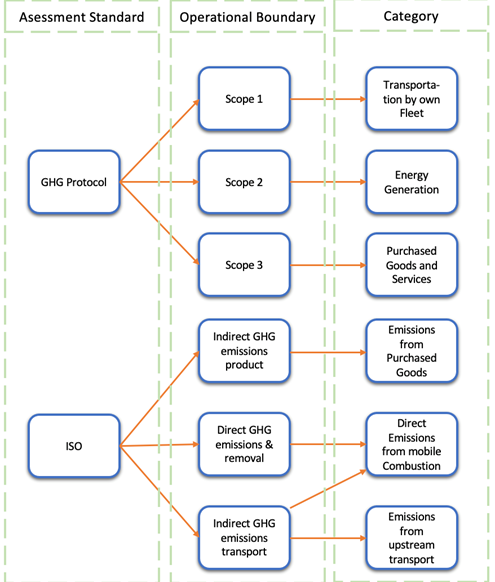 Asessment Standard
Operational Boundary
Category
Scope 1
Transporta-
tion by own
Fleet
GHG Protocol
Scope 2
Energy
Generation
Scope 3
Purchased
Goods and
Services
Indirect GHG
emissions
product
Emissions
from
Purchased
Goods
ISO
Direct GHG
emissions &
removal
Direct
Emissions
from mobile
Combustion
Indirect GHG
emissions
transport
Emissions
from
upstream
transport